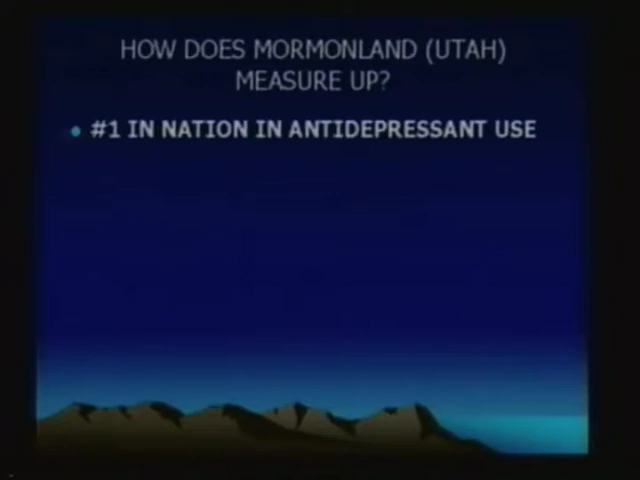 HOW DOES MORMONLAND (UTAH)
MEASURE UP?
• #1 IN NATION IN ANTIDEPRESSANT USE